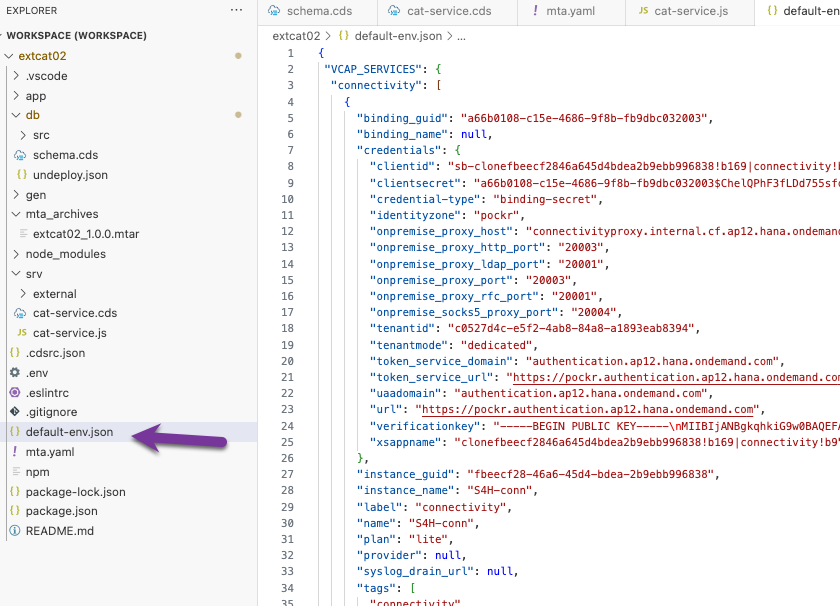 EXPLORER ...
WORKSPACE (WORKSPACE)
extcat02
.vscode
app
db
src
schema.cds
undeploy.json
gen
mta_archives
extcat02_1.0.0.mtar
node_modules
srv
external
cat-service.cds
cat-service.js
.cdsrc.json
.env
.eslintrc
.gitignore
default-env.json
mta.yaml
npm
package-lock.json
package.json
README.md
schema.cds
cat-service.cds
mta.yaml
JS cat-service.js
{} default-en
extcat02 > {} default-env.json > ...
1 {
2 "VCAP_SERVICES": {
3 "connectivity": [
4 {
5 "binding_guid": "a66b0108-c15e-4686-9f8b-fb9dbc032003",
6 "binding_name": null,
7 "credentials": {
8 "clientid": "sb-clonefbeecf2846a645d4bdea2b9ebb996838!b169|connectivity!b
9 "clientsecret": "a66b0108-c15e-4686-9f8b-fb9dbc032003$ChelQPhF3fLDd755sf
10 "credential-type": "binding-secret",
11 "identityzone": "pockr",
12 "onpremise_proxy_host": "connectivityproxy.internal.cf.ap12.hana.ondemand
13 "onpremise_proxy_http_port": "20003",
14 "onpremise_proxy_ldap_port": "20001",
15 "onpremise_proxy_port": "20003",
16 "onpremise_proxy_rfc_port": "20001",
17 "onpremise_socks5_proxy_port": "20004",
18 "tenantid": "c0527d4c-e5f2-4ab8-84a8-a1893eab8394",
19 "tenantmode": "dedicated",
20 "token_service_domain": "authentication.ap12.hana.ondemand.com",
21 "token_service_url": "https://pockr.authentication.ap12.hana.ondemand.com
22 "uaadomain": "authentication.ap12.hana.ondemand.com",
23 "url": "https://pockr.authentication.ap12.hana.ondemand.com",
24 "verificationkey": "-----BEGIN PUBLIC KEY-----\nMIIBIjANBgkqhkiG9w0BAQEFA
25 "xsappname": "clonefbeecf2846a645d4bdea2b9ebb996838!b169|connectivity!b9"
26 },
27 "instance_guid": "fbeecf28-46a6-45d4-bdea-2b9ebb996838",
28 "instance_name": "S4H-conn",
29 "label": "connectivity",
30 "name": "S4H-conn",
31 "plan": "lite",
32 "provider": null,
33 "syslog_drain_url": null,
34 "tags": [
35 "connectivity"